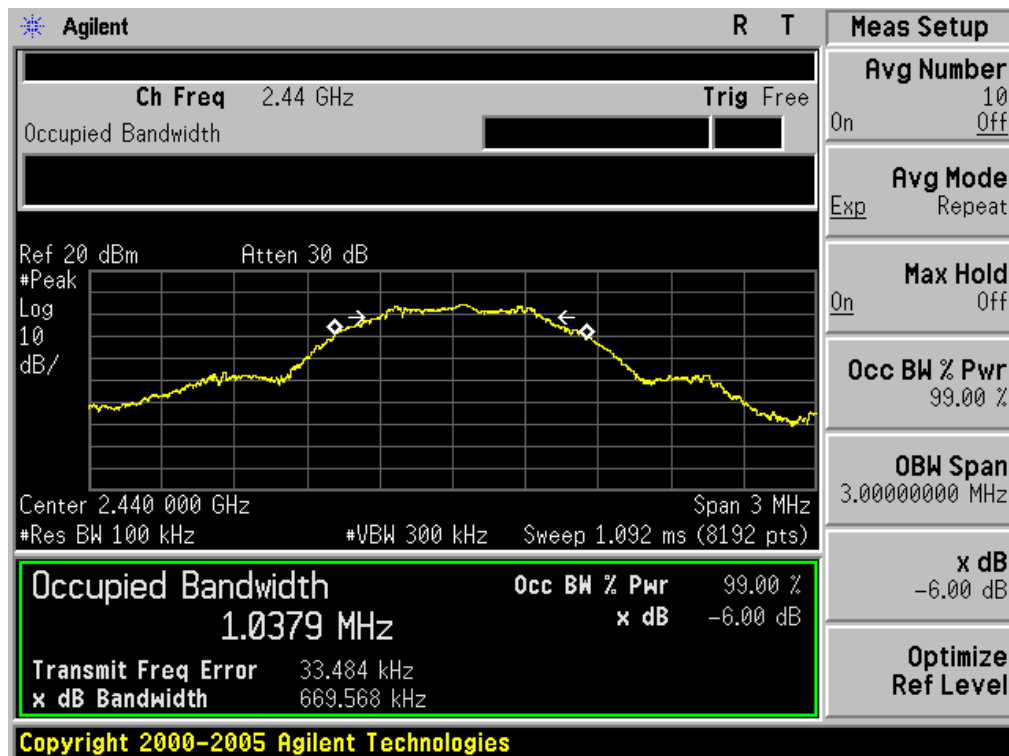 Agilent R T
Ch Freq 2.44 GHz Trig Free
Occupied Bandwidth
Ref 20 dBm Atten 30 dB
#Peak
Log
10
dB/
Center 2.440 000 GHz Span 3 MHz
#Res BW 100 kHz #VBW 300 kHz Sweep 1.092 ms (8192 pts)
Occupied Bandwidth Occ BW % Pwr 99.00 %
1.0379 MHz x dB -6.00 dB
Transmit Freq Error 33.484 kHz
x dB Bandwidth 669.568 kHz
Copyright 2000-2005 Agilent Technologies
Meas Setup
Avg Number
10
On Off
Avg Mode
Exp Repeat
Max Hold
On Off
Occ BW % Pwr
99.00 %
OBW Span
3.00000000 MHz
x dB
-6.00 dB
Optimize
Ref Level